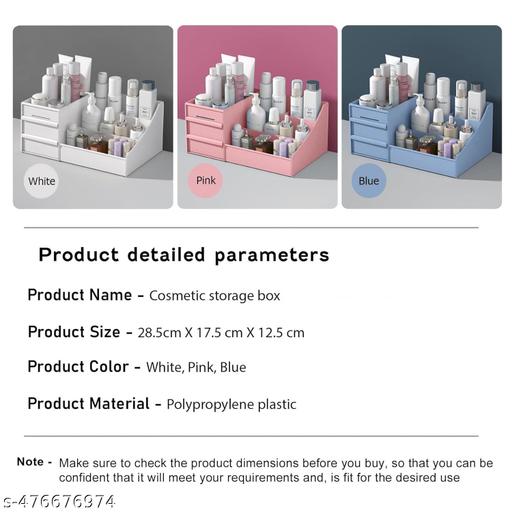 White
Pink
Blue
Product detailed parameters
Product Name - Cosmetic storage box
Product Size - 28.5cm X 17.5 cm X 12.5 cm
Product Color - White, Pink, Blue
Product Material - Polypropylene plastic
Note - Make sure to check the product dimensions before you buy, so that you can be
confident that it will meet your requirements and, is fit for the desired use
s-476676974